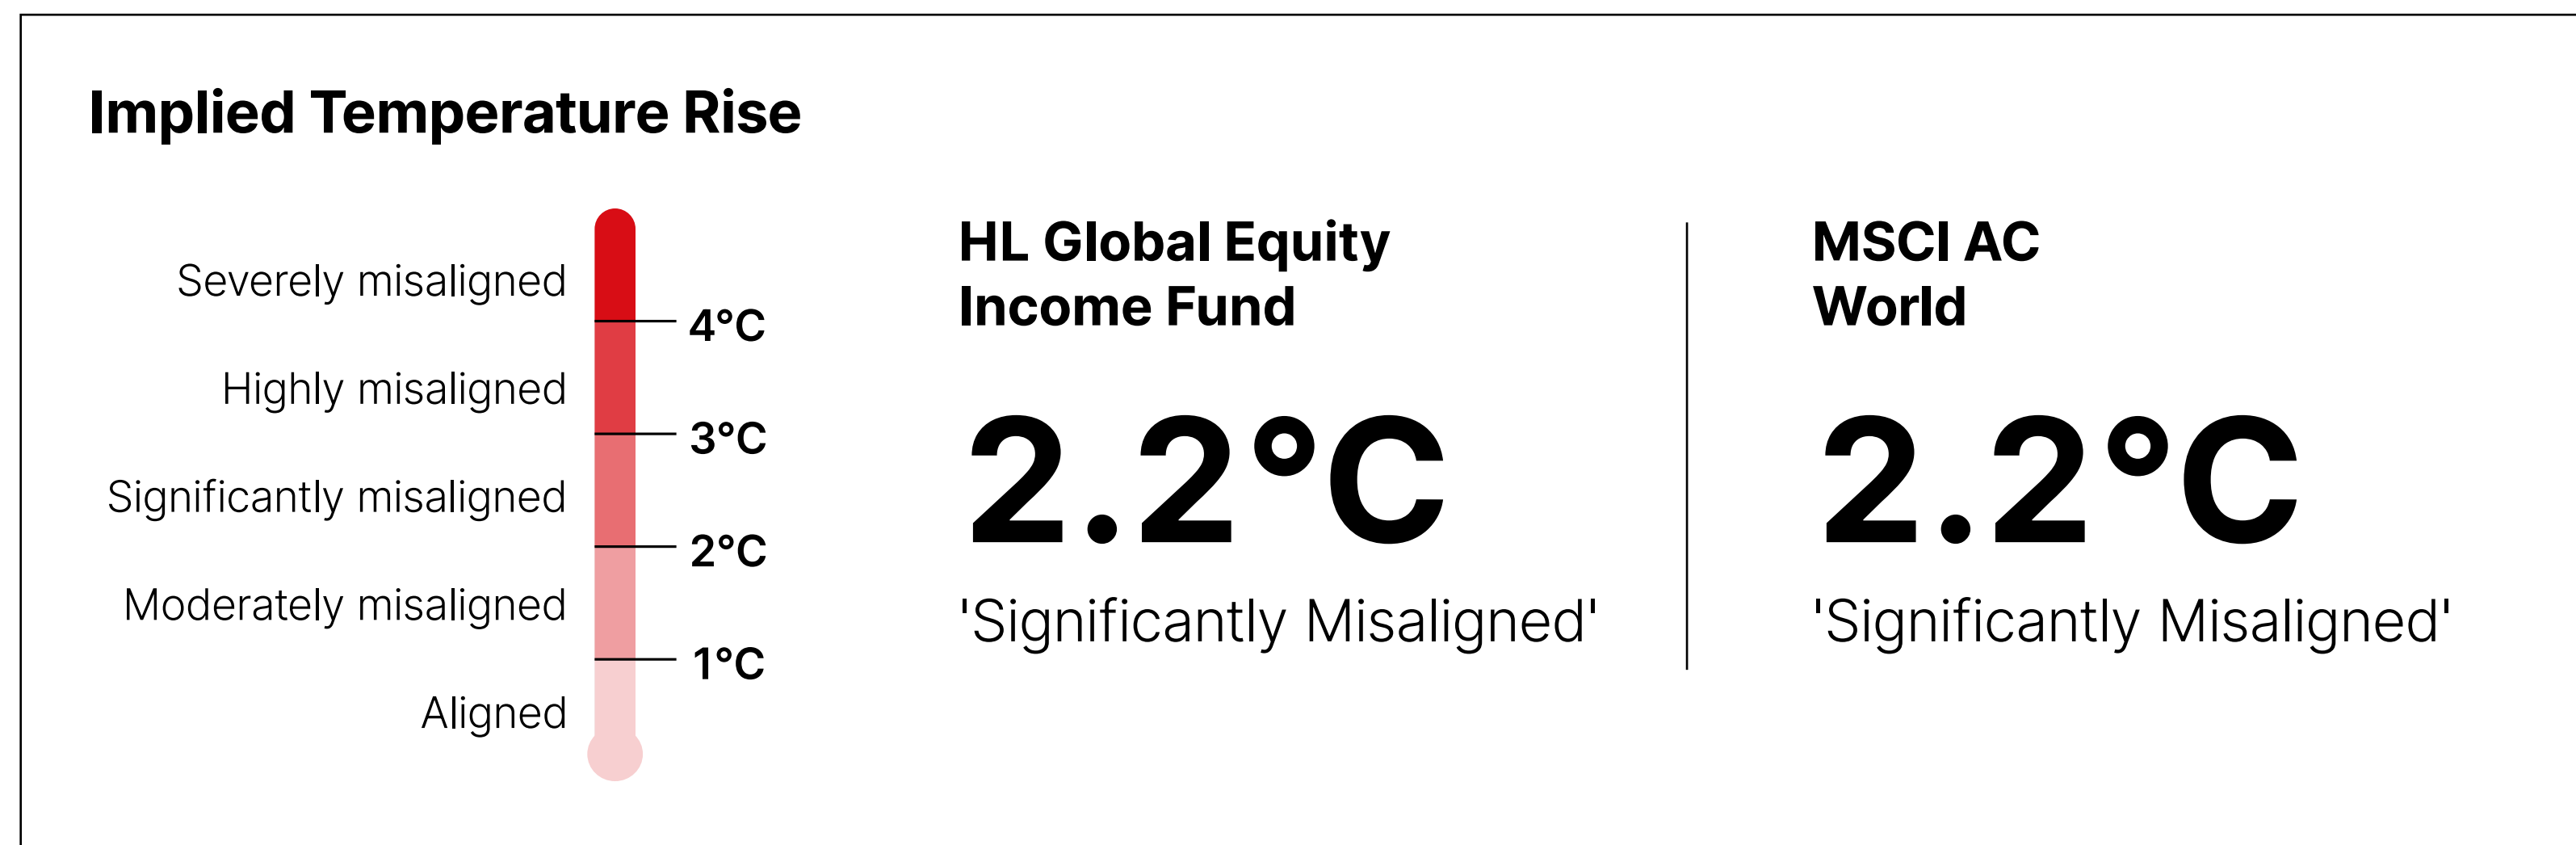 Implied Temperature Rise
Severely misaligned
4°C
Highly misaligned
3°C
Significantly misaligned
2°C
Moderately misaligned
1°C
Aligned
HL Global Equity
Income Fund
2.2°C
'Significantly Misaligned'
MSCI AC
World
2.2°C
'Significantly Misaligned'